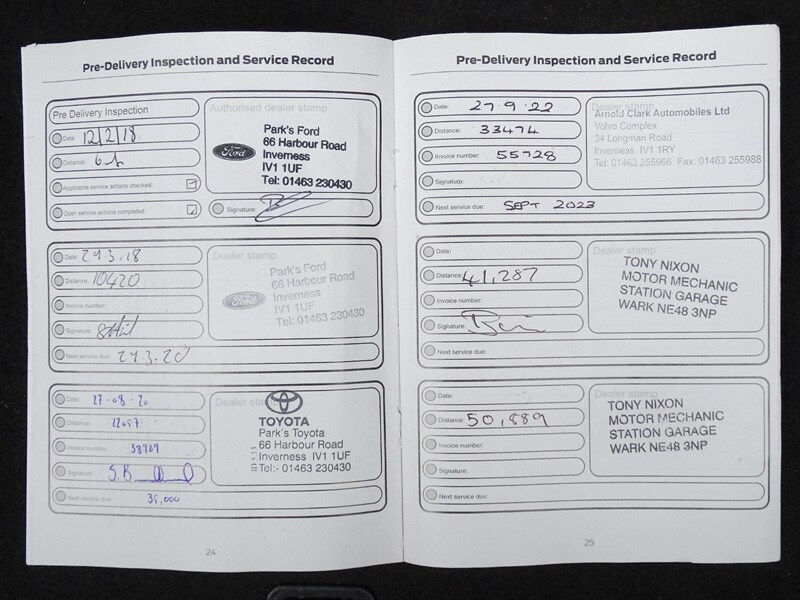 Pre-Delivery Inspection and Service Record
Pre Delivery Inspection
Date: 12/2/18
Distance:
Applicable service actions checked:
Open service actions completed:
Authorised dealer stamp
Ford
Park's Ford
66 Harbour Road
Inverness
IV1 1UF
Tel: 01463 230430
Signature:
Date: 29.3.18
Distance: 10420
Invoice number:
Signature:
Next service due: 29.3.20
Dealer stamp
Ford
Park's Ford
66 Harbour Road
Inverness
IV1 1UF
Tel: 01463 230430
Date: 27-08-20
Distance:
Invoice number:
Signature:
Next service due: 35,000
Dealer stamp
TOYOTA
Park's Toyota
66 Harbour Road
Inverness IV1 1UF
Tel:- 01463 230430
24
Pre-Delivery Inspection and Service Record
Date: 27.9.22
Distance: 33474
Invoice number: 55728
Signature:
Next service due: SEPT 2023
Dealer stamp
Arnold Clark Automobiles Ltd
Volvo Complex
34 Longman Road
Inverness IV1 1RY
Tel: 01463 255966 Fax: 01463 255988
Date:
Distance: 41,287
Invoice number:
Signature:
Next service due:
Dealer stamp
TONY NIXON
MOTOR MECHANIC
STATION GARAGE
WARK NE48 3NP
Date:
Distance: 50,889
Invoice number:
Signature:
Next service due:
Dealer stamp
TONY NIXON
MOTOR MECHANIC
STATION GARAGE
WARK NE48 3NP
25